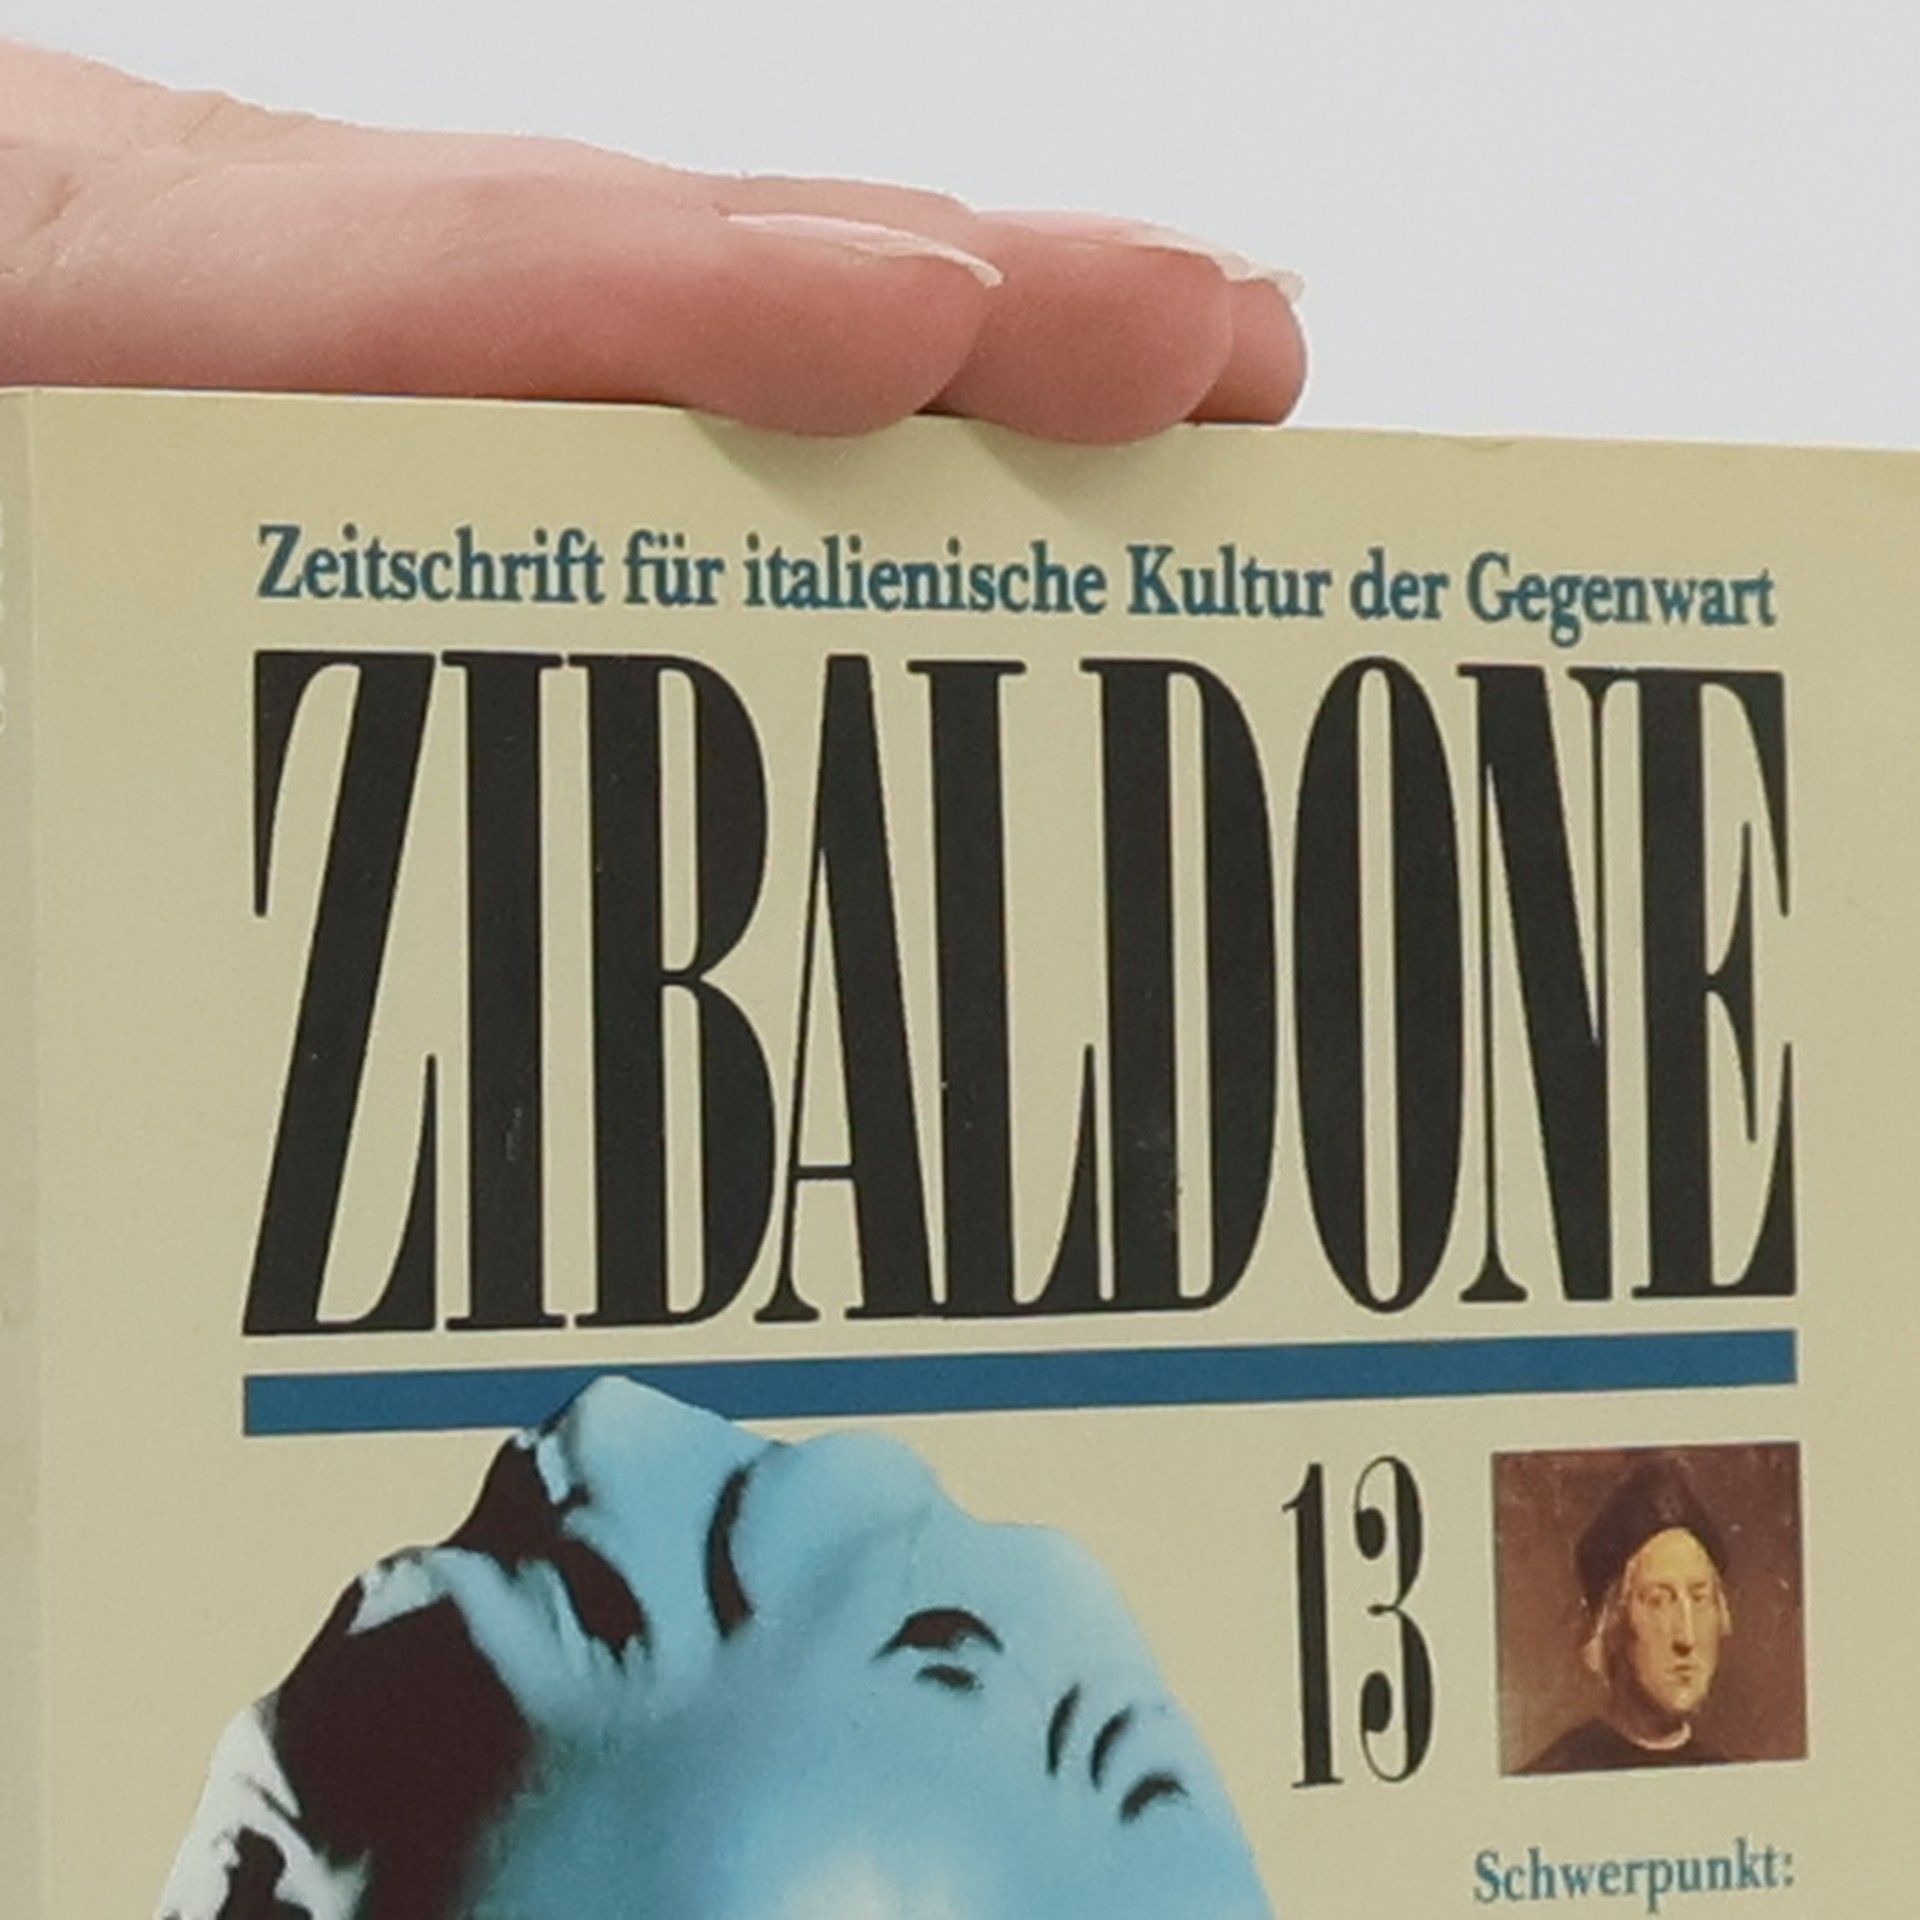 Zeitschrift für italienische Kultur der Gegenwart
ZIBALDONE
13
Schwerpunkt: